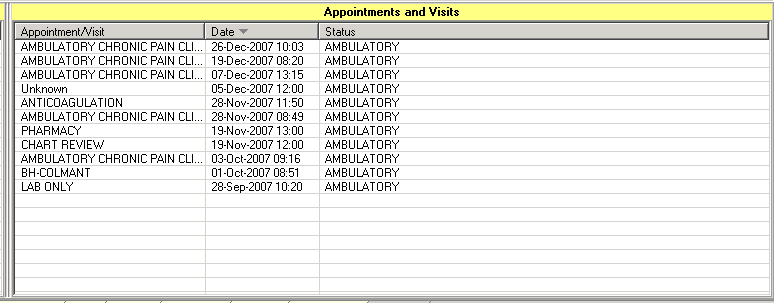 Appointments and Visits
Appointment/Visit Date Status
AMBULATORY CHRONIC PAIN CLI... 26-Dec-2007 10:03 AMBULATORY
AMBULATORY CHRONIC PAIN CLI... 19-Dec-2007 08:20 AMBULATORY
AMBULATORY CHRONIC PAIN CLI... 07-Dec-2007 13:15 AMBULATORY
Unknown 05-Dec-2007 12:00 AMBULATORY
ANTICOAGULATION 28-Nov-2007 11:50 AMBULATORY
AMBULATORY CHRONIC PAIN CLI... 28-Nov-2007 08:49 AMBULATORY
PHARMACY 19-Nov-2007 13:00 AMBULATORY
CHART REVIEW 19-Nov-2007 12:00 AMBULATORY
AMBULATORY CHRONIC PAIN CLI... 03-Oct-2007 09:16 AMBULATORY
BH-COLMANT 01-Oct-2007 08:51 AMBULATORY
LAB ONLY 28-Sep-2007 10:20 AMBULATORY